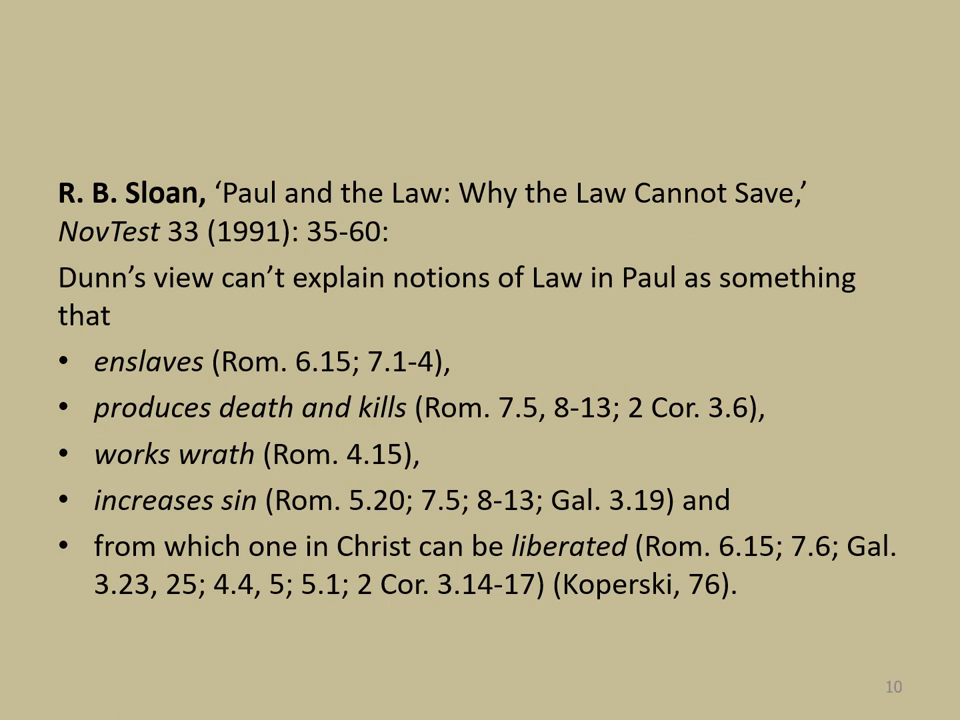 R. B. Sloan, ‘Paul and the Law: Why the Law Cannot Save,’
NovTest 33 (1991): 35-60:
Dunn’s view can’t explain notions of Law in Paul as something
that
• enslaves (Rom. 6.15; 7.1-4),
• produces death and kills (Rom. 7.5, 8-13; 2 Cor. 3.6),
• works wrath (Rom. 4.15),
• increases sin (Rom. 5.20; 7.5; 8-13; Gal. 3.19) and
• from which one in Christ can be liberated (Rom. 6.15; 7.6; Gal.
3.23, 25; 4.4, 5; 5.1; 2 Cor. 3.14-17) (Koperski, 76).
10